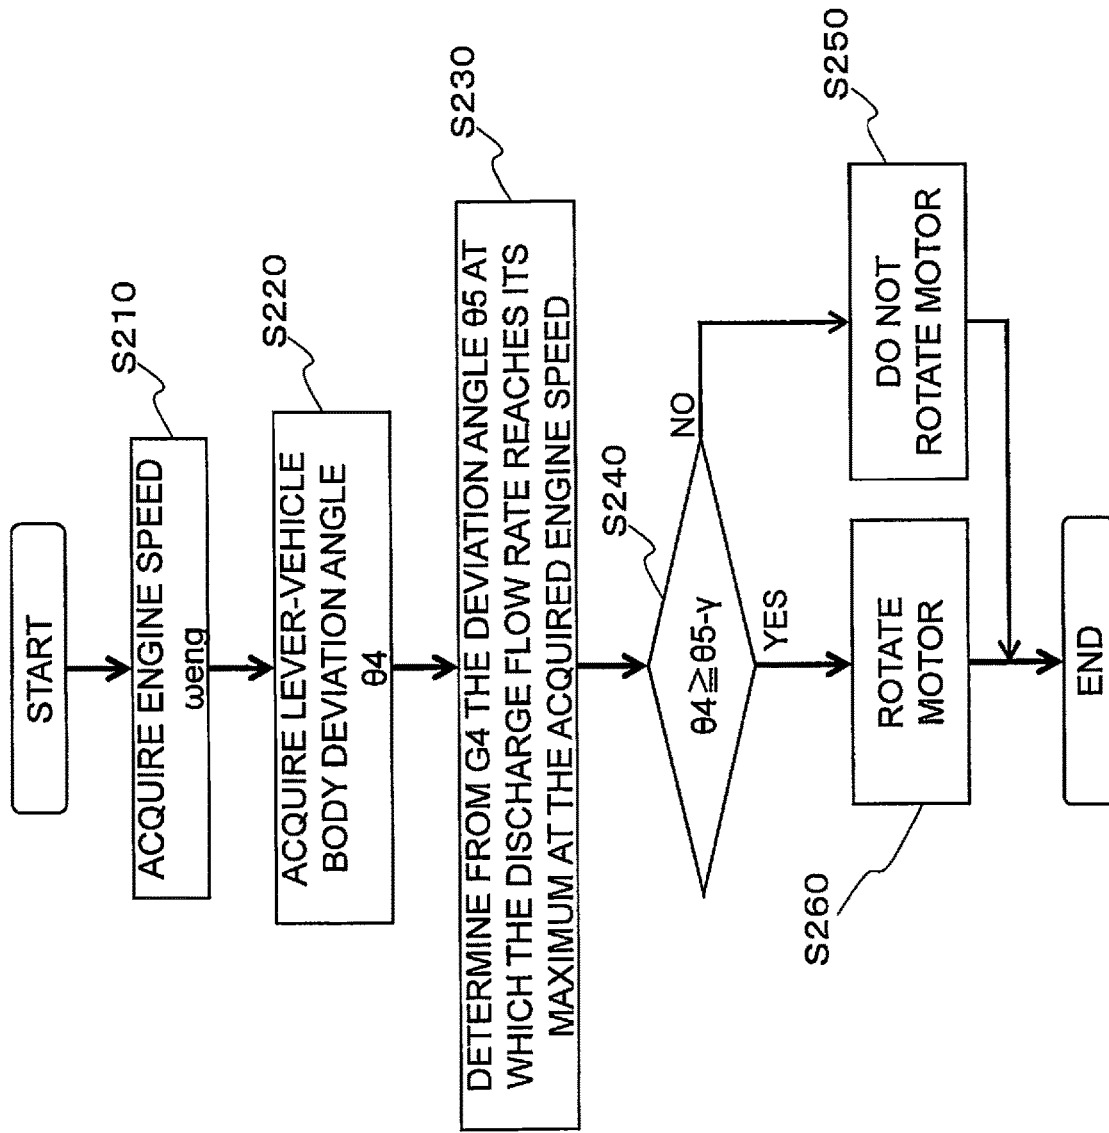 START
S210
ACQUIRE ENGINE SPEED
ωeng
S220
ACQUIRE LEVER-VEHICLE
BODY DEVIATION ANGLE
θ4
S230
DETERMINE FROM G4 THE DEVIATION ANGLE θ5 AT
WHICH THE DISCHARGE FLOW RATE REACHES ITS
MAXIMUM AT THE ACQUIRED ENGINE SPEED
S240
θ4≧θ5-γ
NO
YES
S250
DO NOT
ROTATE MOTOR
S260
ROTATE
MOTOR
END